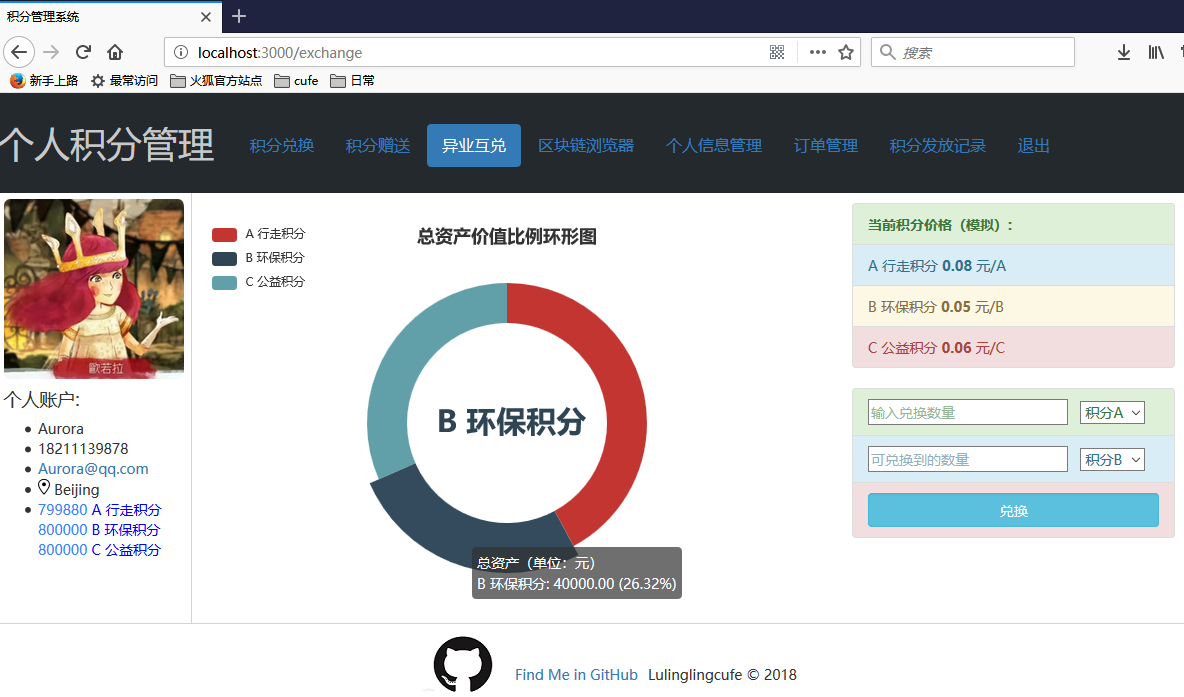 积分管理系统
localhost:3000/exchange
搜索
新手上路 最常访问 火狐官方站点 cufe 日常
个人积分管理 积分兑换 积分赠送 异业互兑 区块链浏览器 个人信息管理 订单管理 积分发放记录 退出
歐若拉
个人账户:
Aurora
18211139878
Aurora@qq.com
Beijing
799880 A 行走积分
800000 B 环保积分
800000 C 公益积分
A 行走积分
B 环保积分
C 公益积分
总资产价值比例环形图
B 环保积分
总资产（单位：元）
B 环保积分: 40000.00 (26.32%)
当前积分价格（模拟）：
A 行走积分 0.08 元/A
B 环保积分 0.05 元/B
C 公益积分 0.06 元/C
输入兑换数量 积分A
可兑换到的数量 积分B
兑换
Find Me in GitHub Lulinglingcufe © 2018